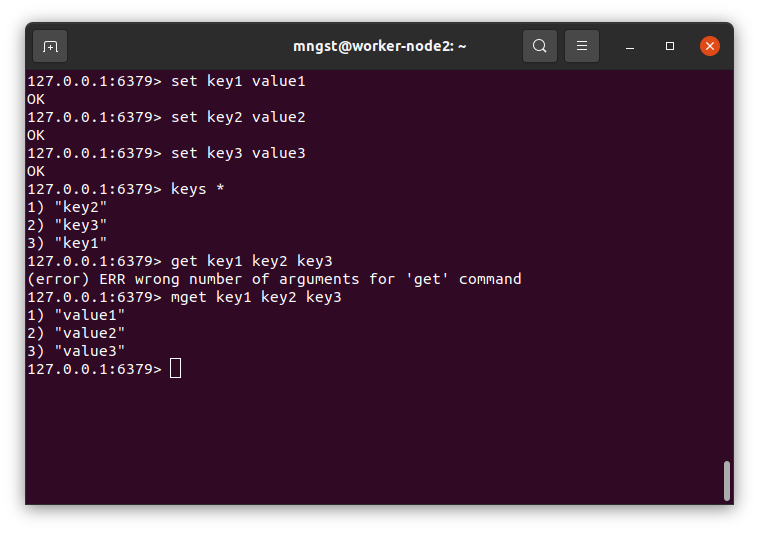 mngst@worker-node2: ~
127.0.0.1:6379> set key1 value1
OK
127.0.0.1:6379> set key2 value2
OK
127.0.0.1:6379> set key3 value3
OK
127.0.0.1:6379> keys *
1) "key2"
2) "key3"
3) "key1"
127.0.0.1:6379> get key1 key2 key3
(error) ERR wrong number of arguments for 'get' command
127.0.0.1:6379> mget key1 key2 key3
1) "value1"
2) "value2"
3) "value3"
127.0.0.1:6379>